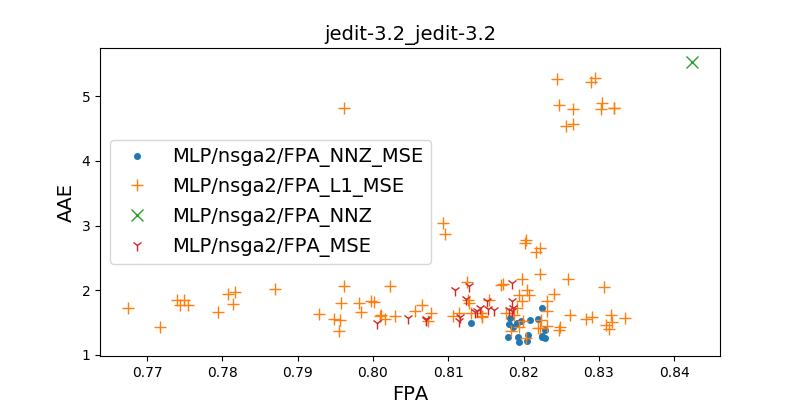 jedit-3.2_jedit-3.2
AAE
5
4
3
2
1
MLP/nsga2/FPA_NNZ_MSE
MLP/nsga2/FPA_L1_MSE
MLP/nsga2/FPA_NNZ
MLP/nsga2/FPA_MSE
0.77 0.78 0.79 0.80 0.81 0.82 0.83 0.84
FPA